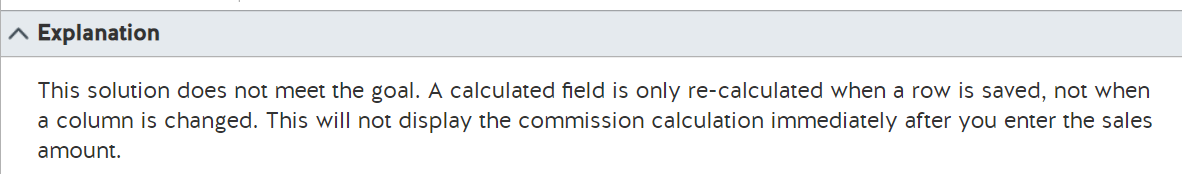 Explanation
This solution does not meet the goal. A calculated field is only re-calculated when a row is saved, not when
a column is changed. This will not display the commission calculation immediately after you enter the sales
amount.